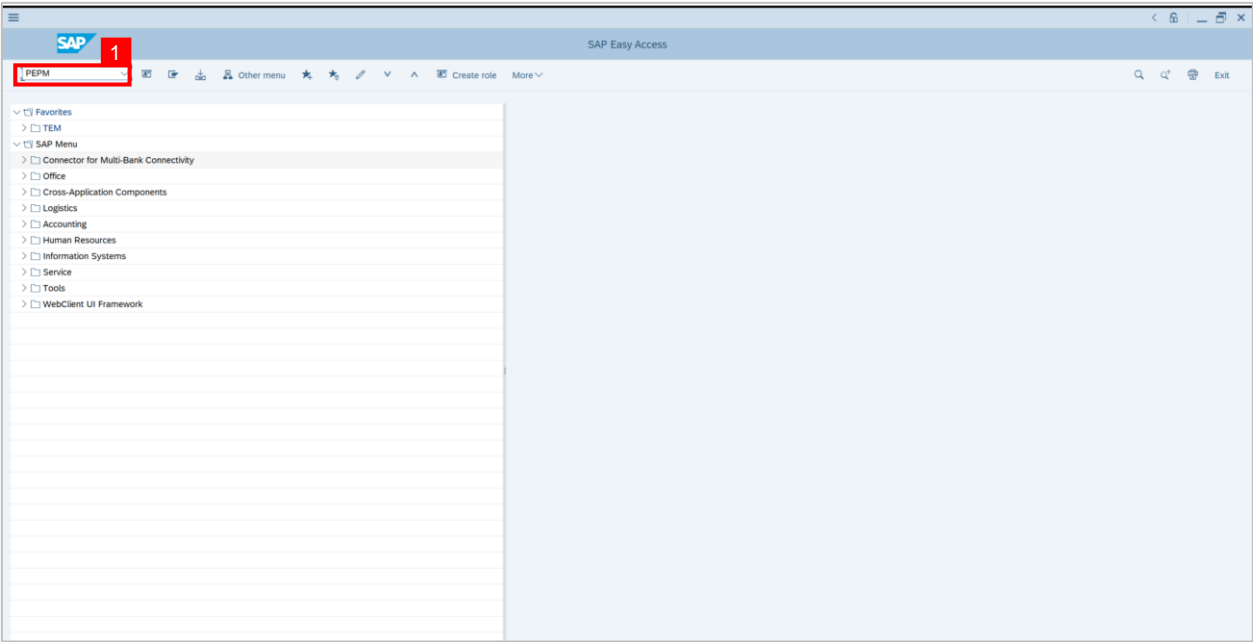 SAP Easy Access
SAP
1
PEPM
Other menu
Create role
More
Exit
Favorites
TEM
SAP Menu
Connector for Multi-Bank Connectivity
Office
Cross-Application Components
Logistics
Accounting
Human Resources
Information Systems
Service
Tools
WebClient UI Framework